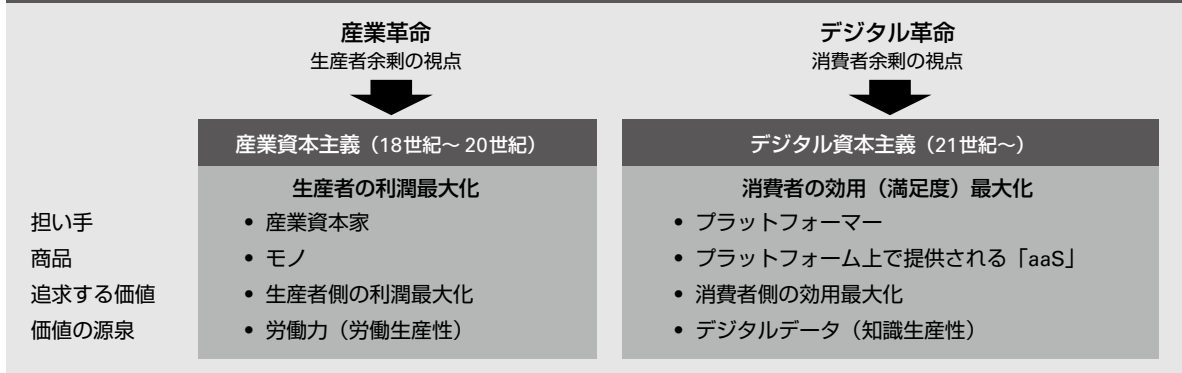 産業革命
生産者余剰の視点
デジタル革命
消費者余剰の視点
産業資本主義（18世紀～20世紀）
デジタル資本主義（21世紀～）
生産者の利潤最大化
消費者の効用（満足度）最大化
担い手
• 産業資本家
• プラットフォーマー
商品
• モノ
• プラットフォーム上で提供される「aaS」
追求する価値
• 生産者側の利潤最大化
• 消費者側の効用最大化
価値の源泉
• 労働力（労働生産性）
• デジタルデータ（知識生産性）